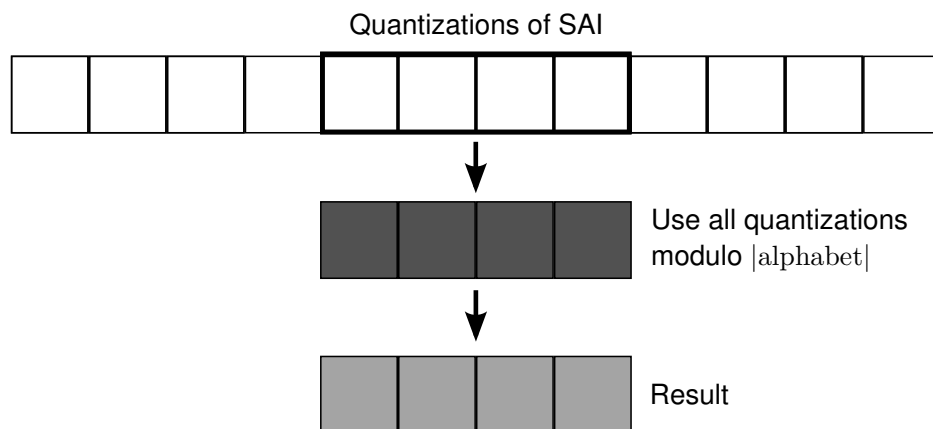 Quantizations of SAI
Use all quantizations
modulo |alphabet|
Result